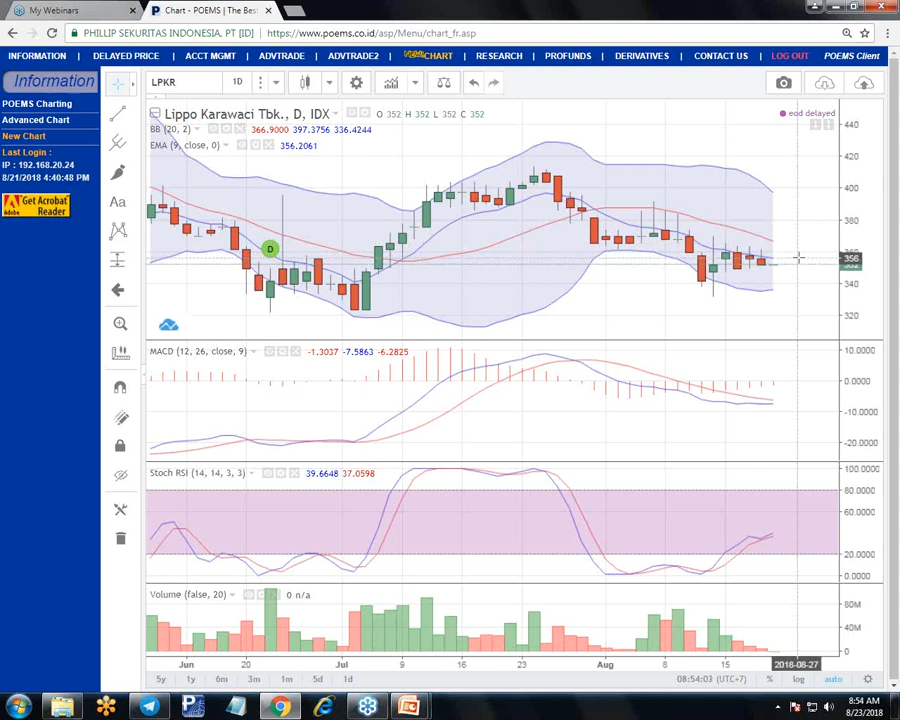 My Webinars
Chart - POEMS | The Bes
PHILLIP SEKURITAS INDONESIA, PT [ID]
https://www.poems.co.id/asp/Menu/chart_fr.asp
INFORMATION DELAYED PRICE ACCT MGMT ADVTRADE ADVTRADE2 CHART RESEARCH PROFUNDS DERIVATIVES CONTACT US LOG OUT POEMS Client
Information
POEMS Charting
Advanced Chart
New Chart
Last Login :
IP : 192.168.20.24
8/21/2018 4:40:48 PM
Get Acrobat
Reader
LPKR 1D
Lippo Karawaci Tbk., D, IDX O 352 H 352 L 352 C 352
eod delayed
BB (20, 2) 366.9000 397.3756 336.4244
EMA (9, close, 0) 356.2061
D
440
420
400
380
360
356
352
340
320
MACD (12, 26, close, 9) -1.3037 -7.5863 -6.2825
10.0000
0.0000
-10.0000
-20.0000
Stoch RSI (14, 14, 3, 3) 39.6648 37.0598
100.0000
80.0000
60.0000
20.0000
0.0000
Volume (false, 20) 0 n/a
80M
40M
0
Jun 20 Jul 9 16 23 Aug 8 15 2018-08-27
5y 1y 6m 3m 1m 5d 1d
08:54:03 (UTC+7) % log auto
Aa
8:54 AM
8/23/2018